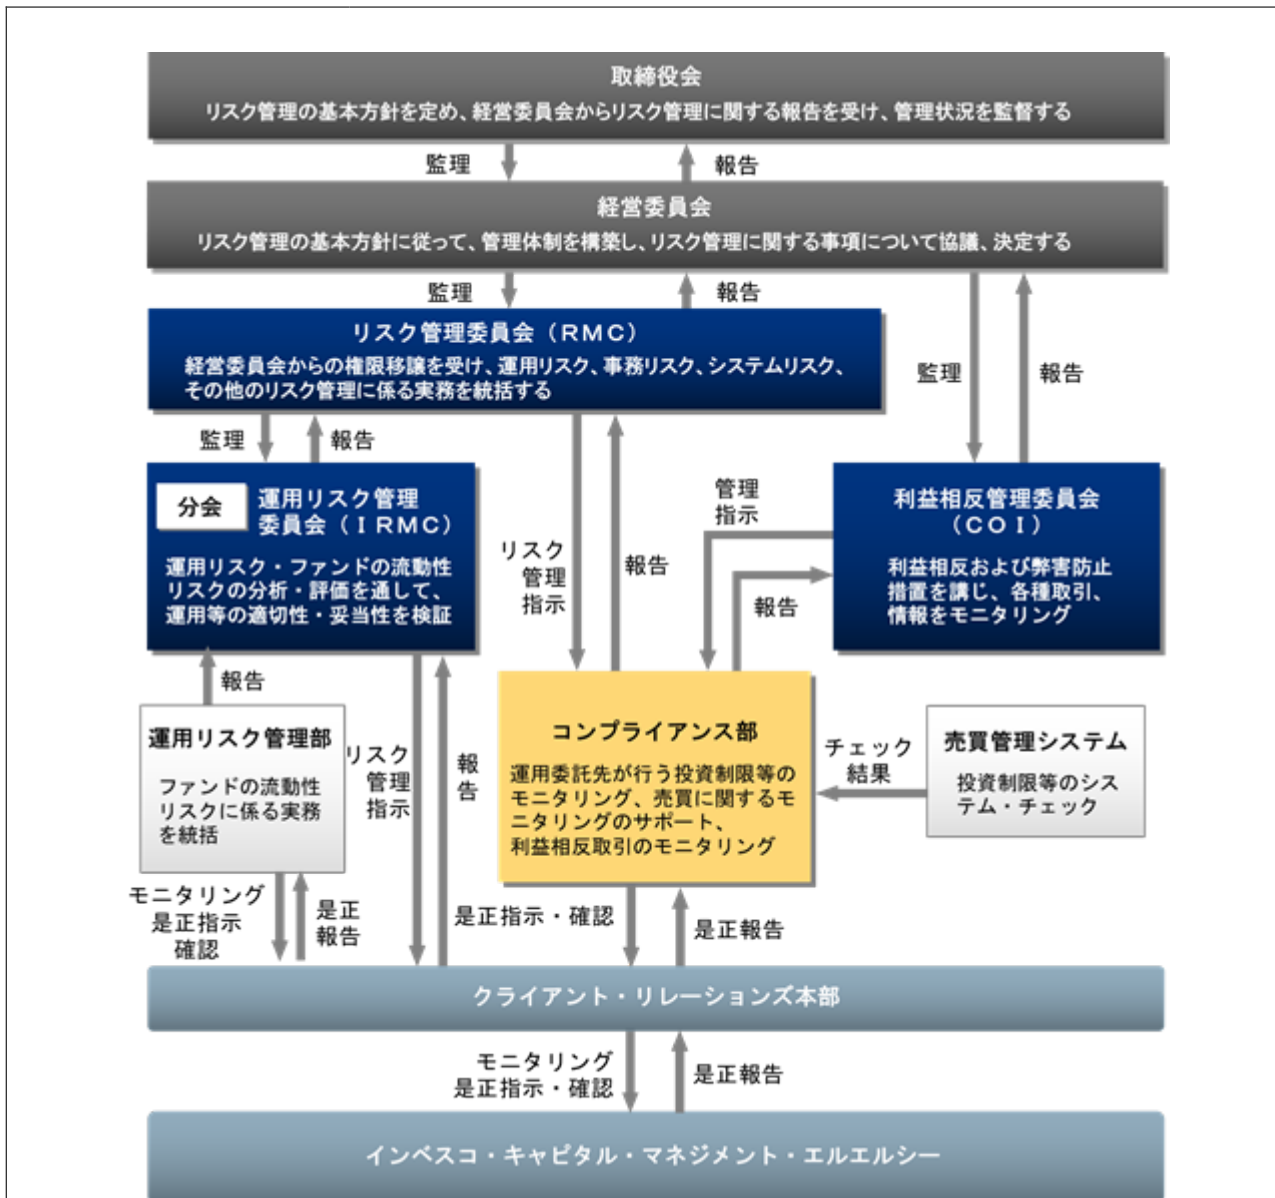 取締役会
リスク管理の基本方針を定め、経営委員会からリスク管理に関する報告を受け、管理状況を監督する
監理
報告
経営委員会
リスク管理の基本方針に従って、管理体制を構築し、リスク管理に関する事項について協議、決定する
監理
報告
リスク管理委員会（ＲＭＣ）
経営委員会からの権限移譲を受け、運用リスク、事務リスク、システムリスク、
その他のリスク管理に係る実務を統括する
監理
報告
監理
報告
分会
運用リスク管理
委員会（ＩＲＭＣ）
運用リスク・ファンドの流動性
リスクの分析・評価を通して、
運用等の適切性・妥当性を検証
リスク
管理
指示
報告
管理
指示
報告
利益相反管理委員会
（ＣＯＩ）
利益相反および弊害防止
措置を講じ、各種取引、
情報をモニタリング
報告
運用リスク管理部
ファンドの流動性
リスクに係る実務
を統括
リスク
管理
指示
報
告
コンプライアンス部
運用委託先が行う投資制限等の
モニタリング、売買に関するモ
ニタリングのサポート、
利益相反取引のモニタリング
チェック
結果
売買管理システム
投資制限等のシス
テム・チェック
モニタリング
是正指示
確認
是正
報告
是正指示・確認
是正報告
クライアント・リレーションズ本部
モニタリング
是正指示・確認
是正報告
インベスコ・キャピタル・マネジメント・エルエルシー